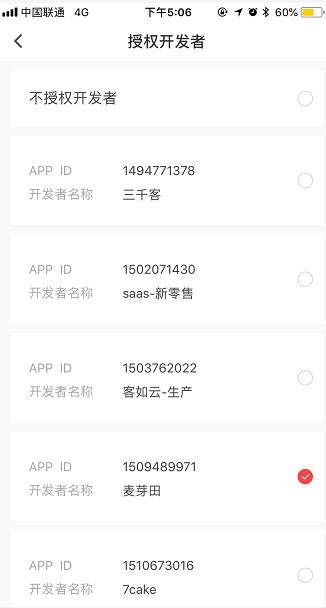 中国联通 4G 下午5:06 60%
授权开发者
不授权开发者
APP ID 1494771378
开发者名称 三千客
APP ID 1502071430
开发者名称 saas-新零售
APP ID 1503762022
开发者名称 客如云-生产
APP ID 1509489971
开发者名称 麦芽田
APP ID 1510673016
开发者名称 7cake